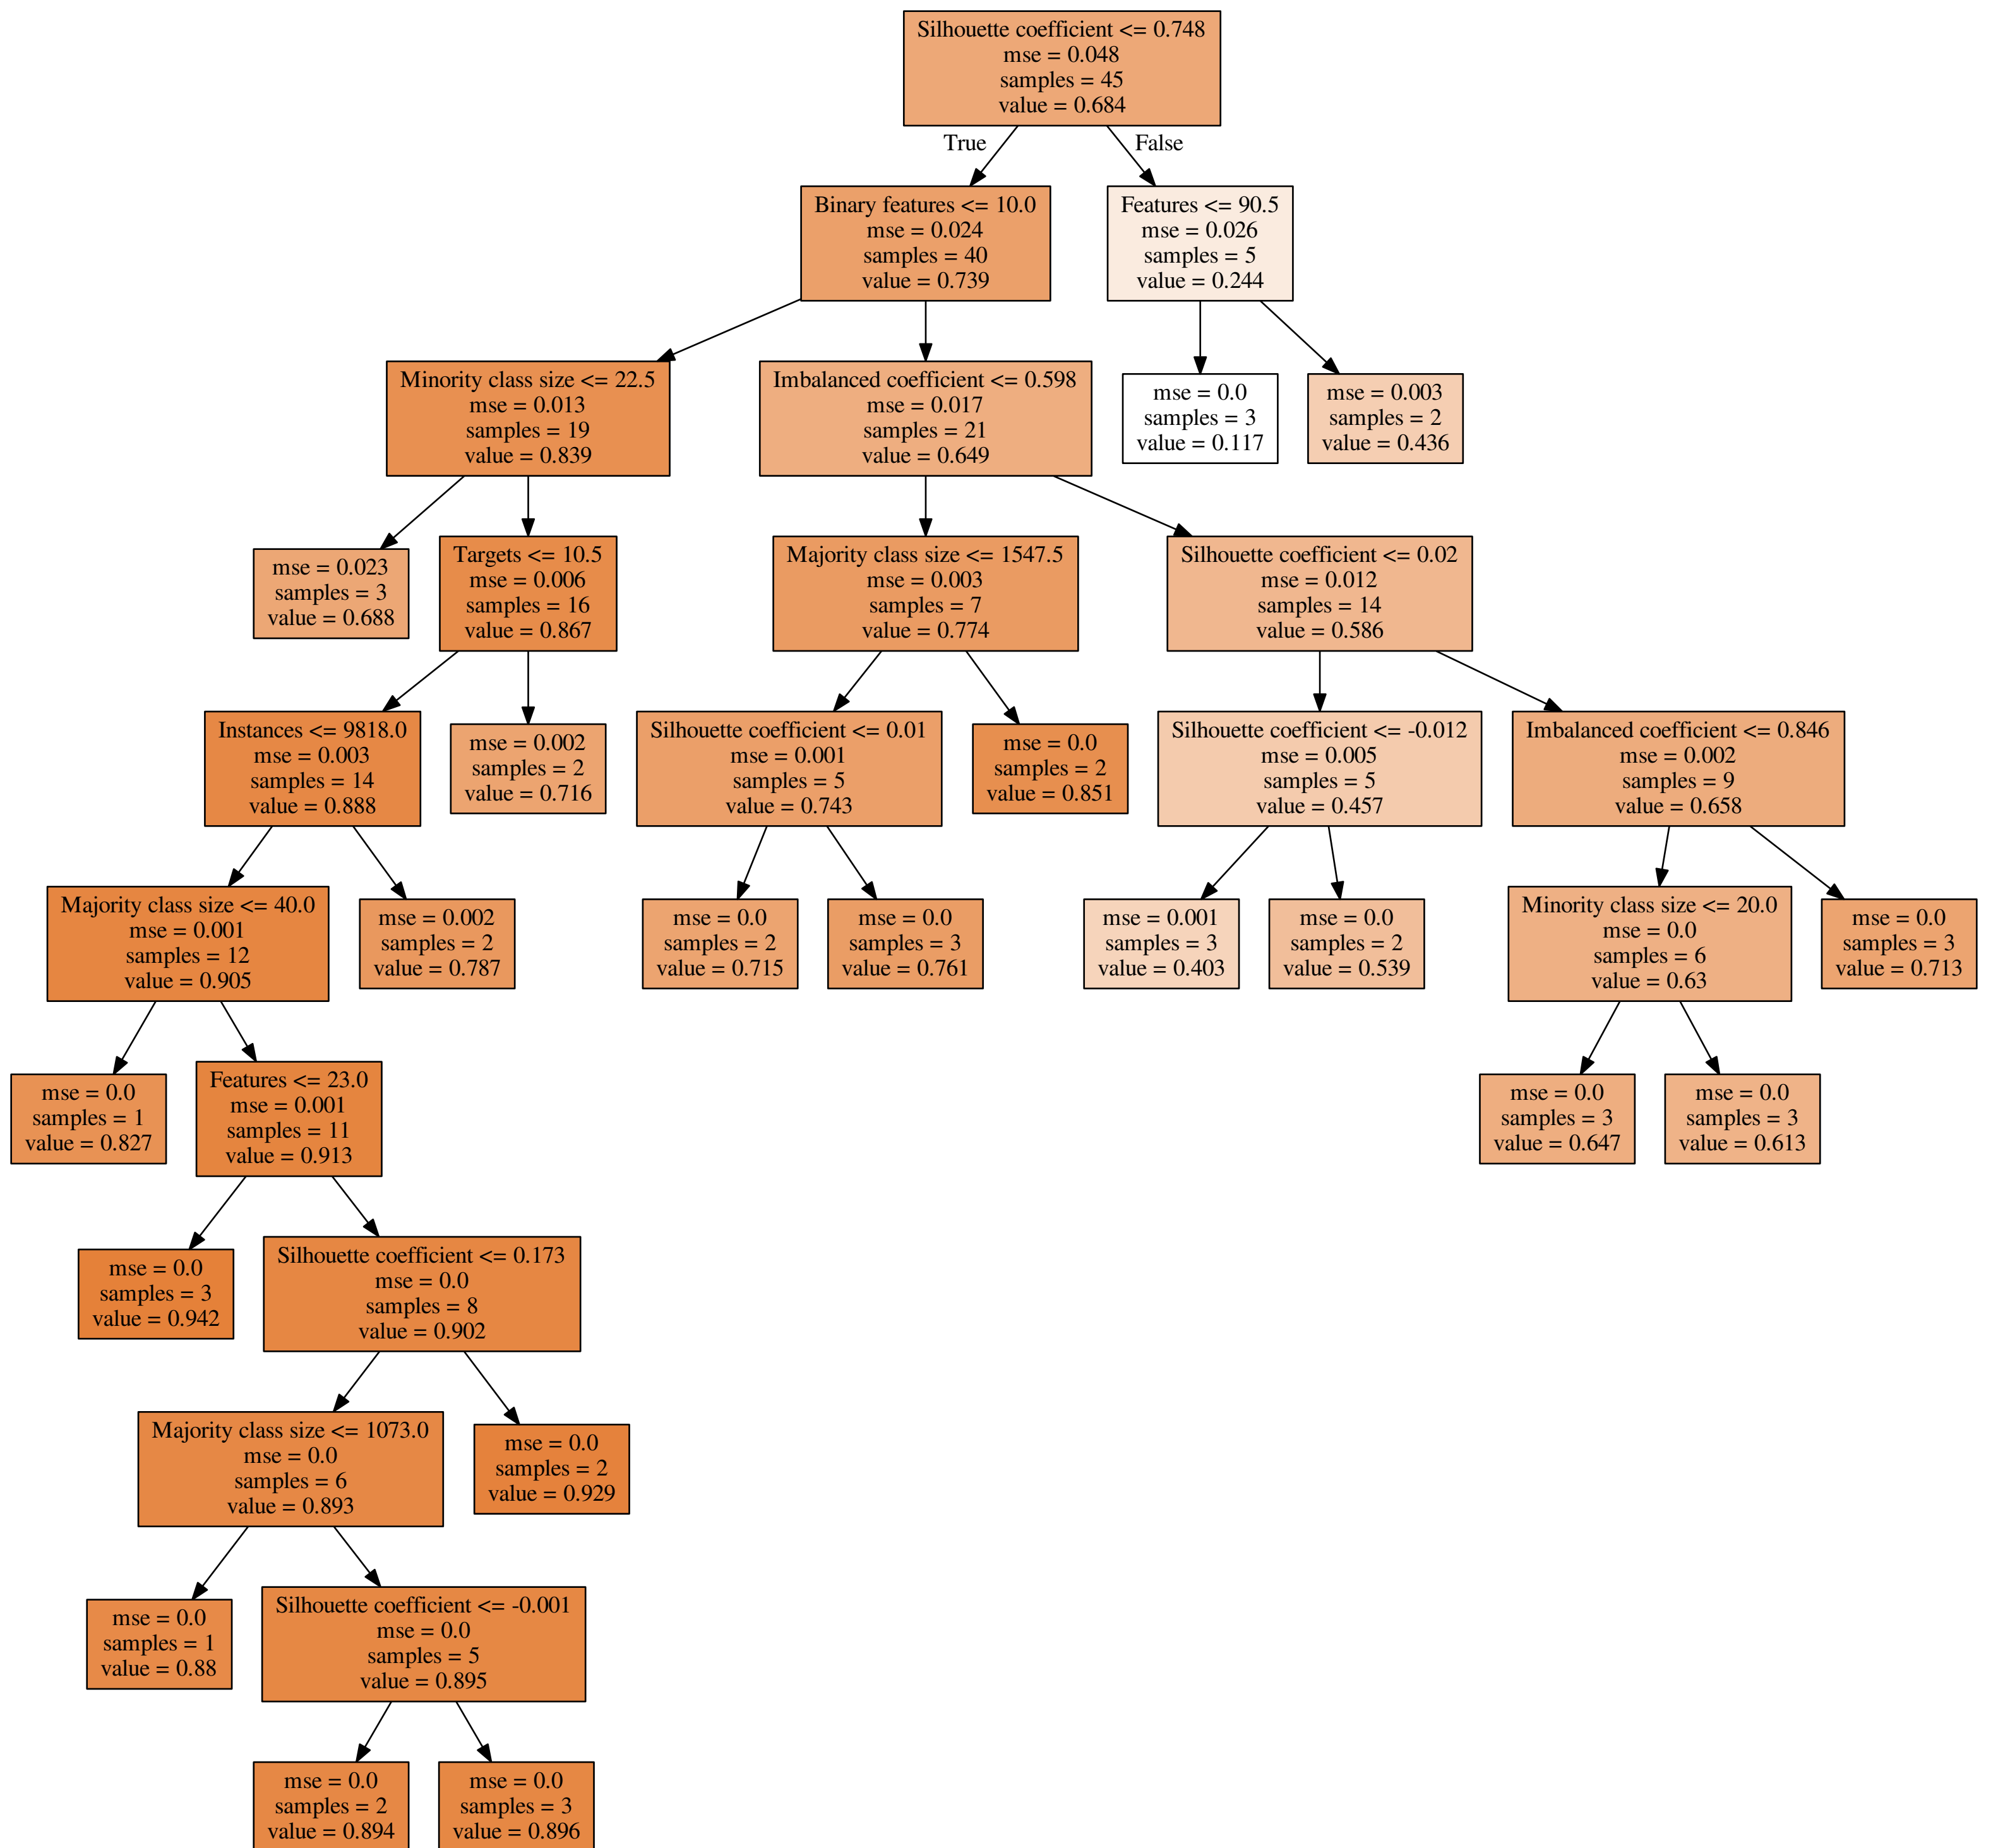 Silhouette coefficient <= 0.748
mse = 0.048
samples = 45
value = 0.684
True
False
Binary features <= 10.0
mse = 0.024
samples = 40
value = 0.739
Features <= 90.5
mse = 0.026
samples = 5
value = 0.244
Minority class size <= 22.5
mse = 0.013
samples = 19
value = 0.839
Imbalanced coefficient <= 0.598
mse = 0.017
samples = 21
value = 0.649
mse = 0.0
samples = 3
value = 0.117
mse = 0.003
samples = 2
value = 0.436
mse = 0.023
samples = 3
value = 0.688
Targets <= 10.5
mse = 0.006
samples = 16
value = 0.867
Majority class size <= 1547.5
mse = 0.003
samples = 7
value = 0.774
Silhouette coefficient <= 0.02
mse = 0.012
samples = 14
value = 0.586
Instances <= 9818.0
mse = 0.003
samples = 14
value = 0.888
mse = 0.002
samples = 2
value = 0.716
Silhouette coefficient <= 0.01
mse = 0.001
samples = 5
value = 0.743
mse = 0.0
samples = 2
value = 0.851
Silhouette coefficient <= -0.012
mse = 0.005
samples = 5
value = 0.457
Imbalanced coefficient <= 0.846
mse = 0.002
samples = 9
value = 0.658
Majority class size <= 40.0
mse = 0.001
samples = 12
value = 0.905
mse = 0.002
samples = 2
value = 0.787
mse = 0.0
samples = 2
value = 0.715
mse = 0.0
samples = 3
value = 0.761
mse = 0.001
samples = 3
value = 0.403
mse = 0.0
samples = 2
value = 0.539
Minority class size <= 20.0
mse = 0.0
samples = 6
value = 0.63
mse = 0.0
samples = 3
value = 0.713
mse = 0.0
samples = 1
value = 0.827
Features <= 23.0
mse = 0.001
samples = 11
value = 0.913
mse = 0.0
samples = 3
value = 0.647
mse = 0.0
samples = 3
value = 0.613
mse = 0.0
samples = 3
value = 0.942
Silhouette coefficient <= 0.173
mse = 0.0
samples = 8
value = 0.902
Majority class size <= 1073.0
mse = 0.0
samples = 6
value = 0.893
mse = 0.0
samples = 2
value = 0.929
mse = 0.0
samples = 1
value = 0.88
Silhouette coefficient <= -0.001
mse = 0.0
samples = 5
value = 0.895
mse = 0.0
samples = 2
value = 0.894
mse = 0.0
samples = 3
value = 0.896